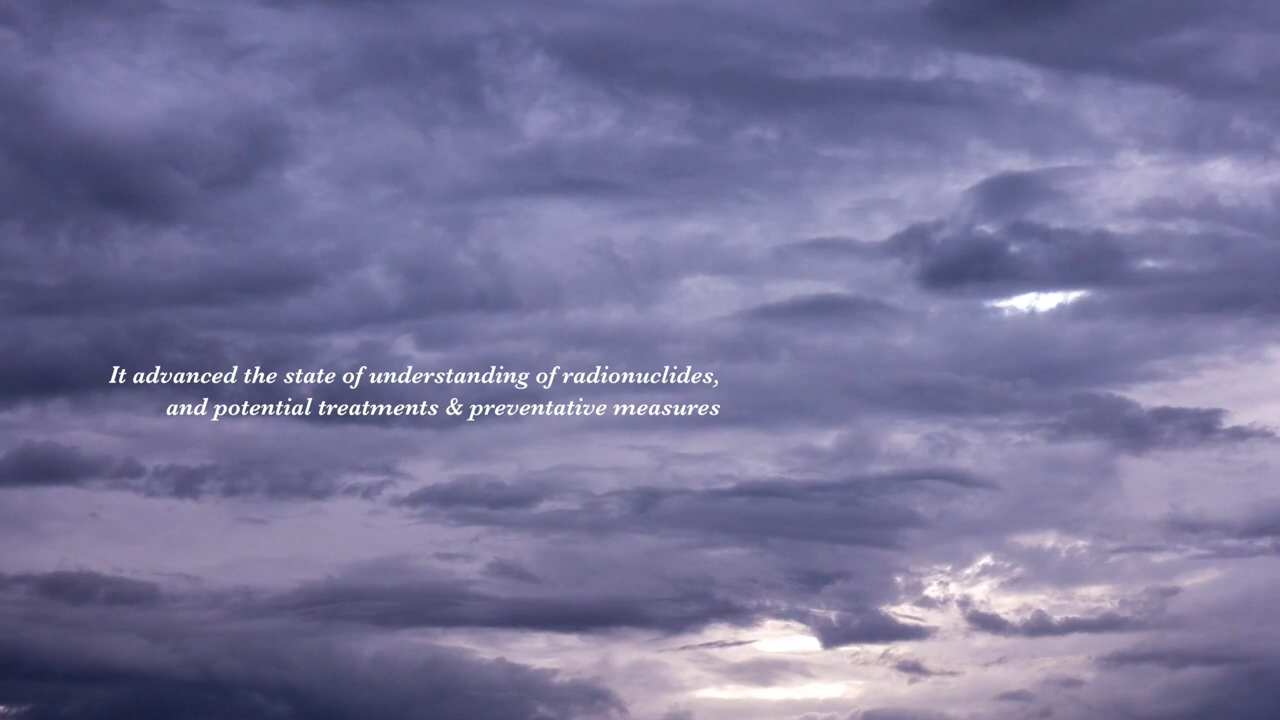 It advanced the state of understanding of radionuclides,
and potential treatments & preventative measures